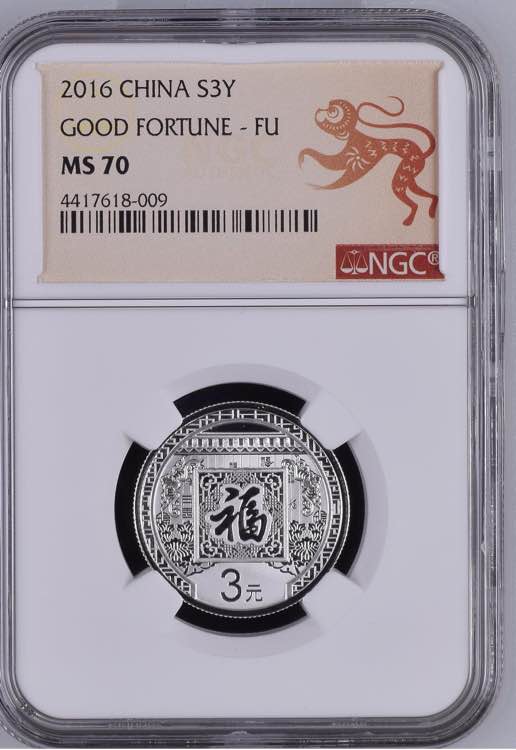 2016 CHINA S3Y
GOOD FORTUNE - FU
MS 70
4417618-009
NGC®
福
3元